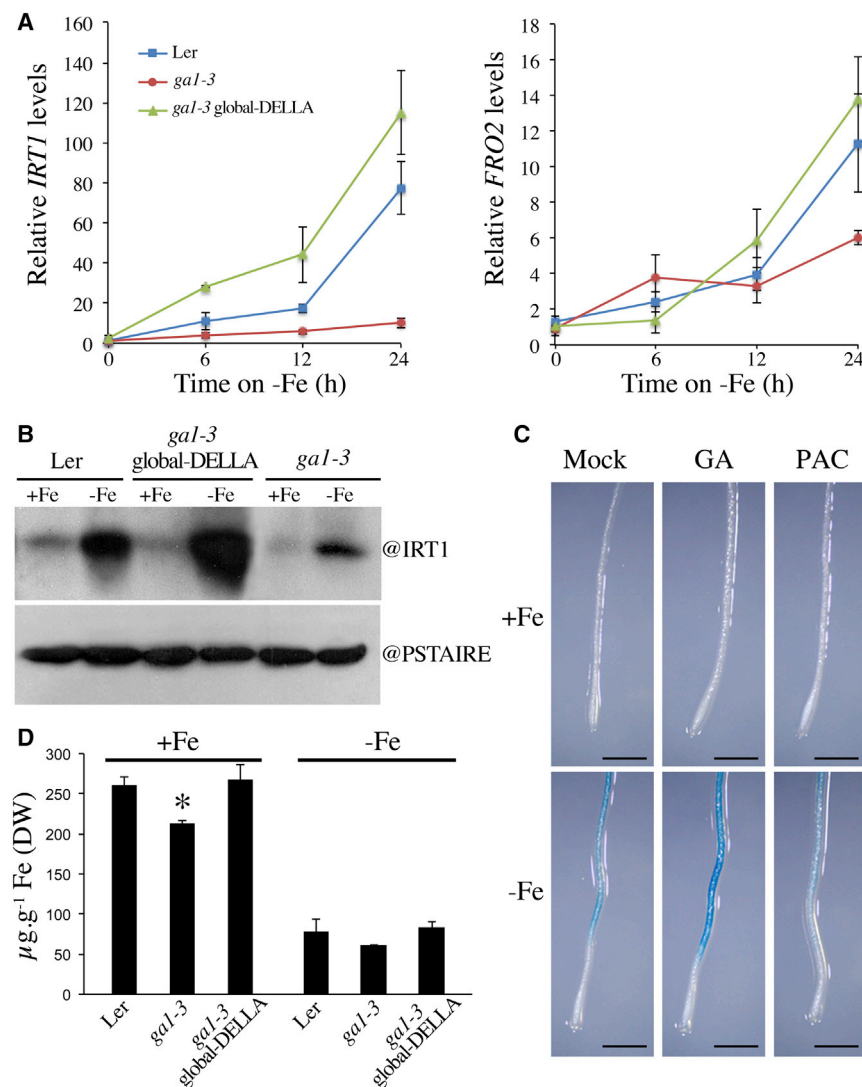 A
160
140
120
100
80
60
40
20
0
Relative IRT1 levels
Ler
ga1-3
ga1-3 global-DELLA
0 6 12 24
Time on -Fe (h)
18
16
14
12
10
8
6
4
2
0
Relative FRO2 levels
0 6 12 24
Time on -Fe (h)
B
Ler
ga1-3
global-DELLA
ga1-3
+Fe -Fe +Fe -Fe +Fe -Fe
@IRT1
@PSTAIRE
C
Mock GA PAC
+Fe
-Fe
D
+Fe -Fe
300
250
200
150
100
50
0
µg.g⁻¹ Fe (DW)
*
Ler
ga1-3
ga1-3
global-DELLA
Ler
ga1-3
ga1-3
global-DELLA